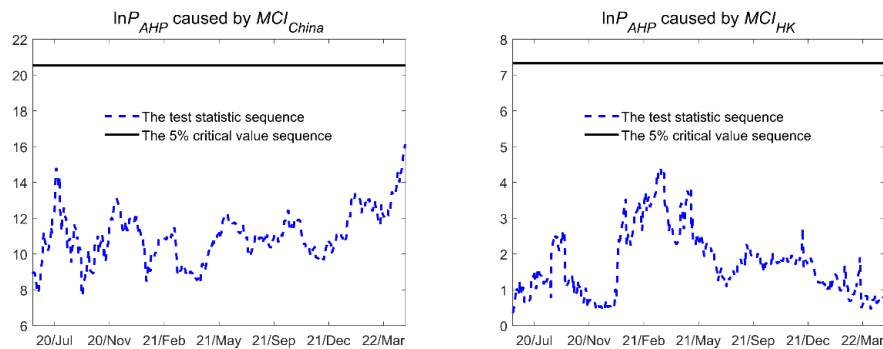 lnP_AHP caused by MCI_China
22
20
18
16
14
12
10
8
6
The test statistic sequence
The 5% critical value sequence
20/Jul 20/Nov 21/Feb 21/May 21/Sep 21/Dec 22/Mar
lnP_AHP caused by MCI_HK
8
7
6
5
4
3
2
1
0
The test statistic sequence
The 5% critical value sequence
20/Jul 20/Nov 21/Feb 21/May 21/Sep 21/Dec 22/Mar